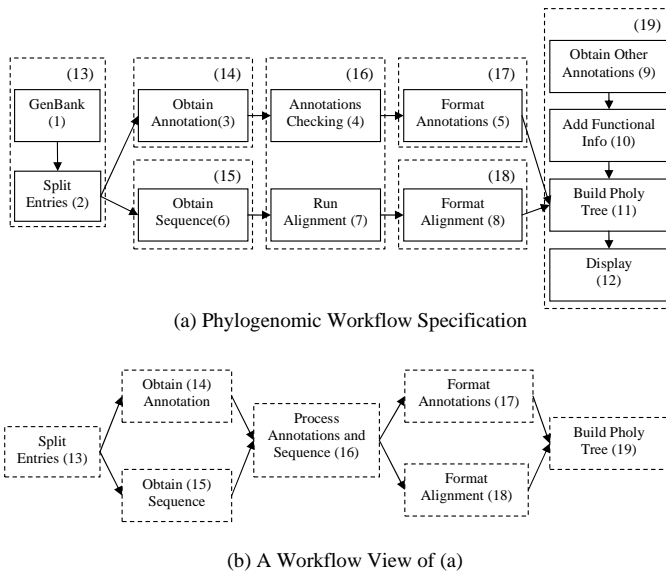 (13)
GenBank
(1)
Split
Entries (2)
(14)
Obtain
Annotation(3)
(15)
Obtain
Sequence(6)
(16)
Annotations
Checking (4)
Run
Alignment (7)
(17)
Format
Annotations (5)
(18)
Format
Alignment (8)
(19)
Obtain Other
Annotations (9)
Add Functional
Info (10)
Build Pholy
Tree (11)
Display
(12)
(a) Phylogenomic Workflow Specification
Split
Entries (13)
Obtain (14)
Annotation
Obtain (15)
Sequence
Process
Annotations and
Sequence (16)
Format
Annotations (17)
Format
Alignment (18)
Build Pholy
Tree (19)
(b) A Workflow View of (a)